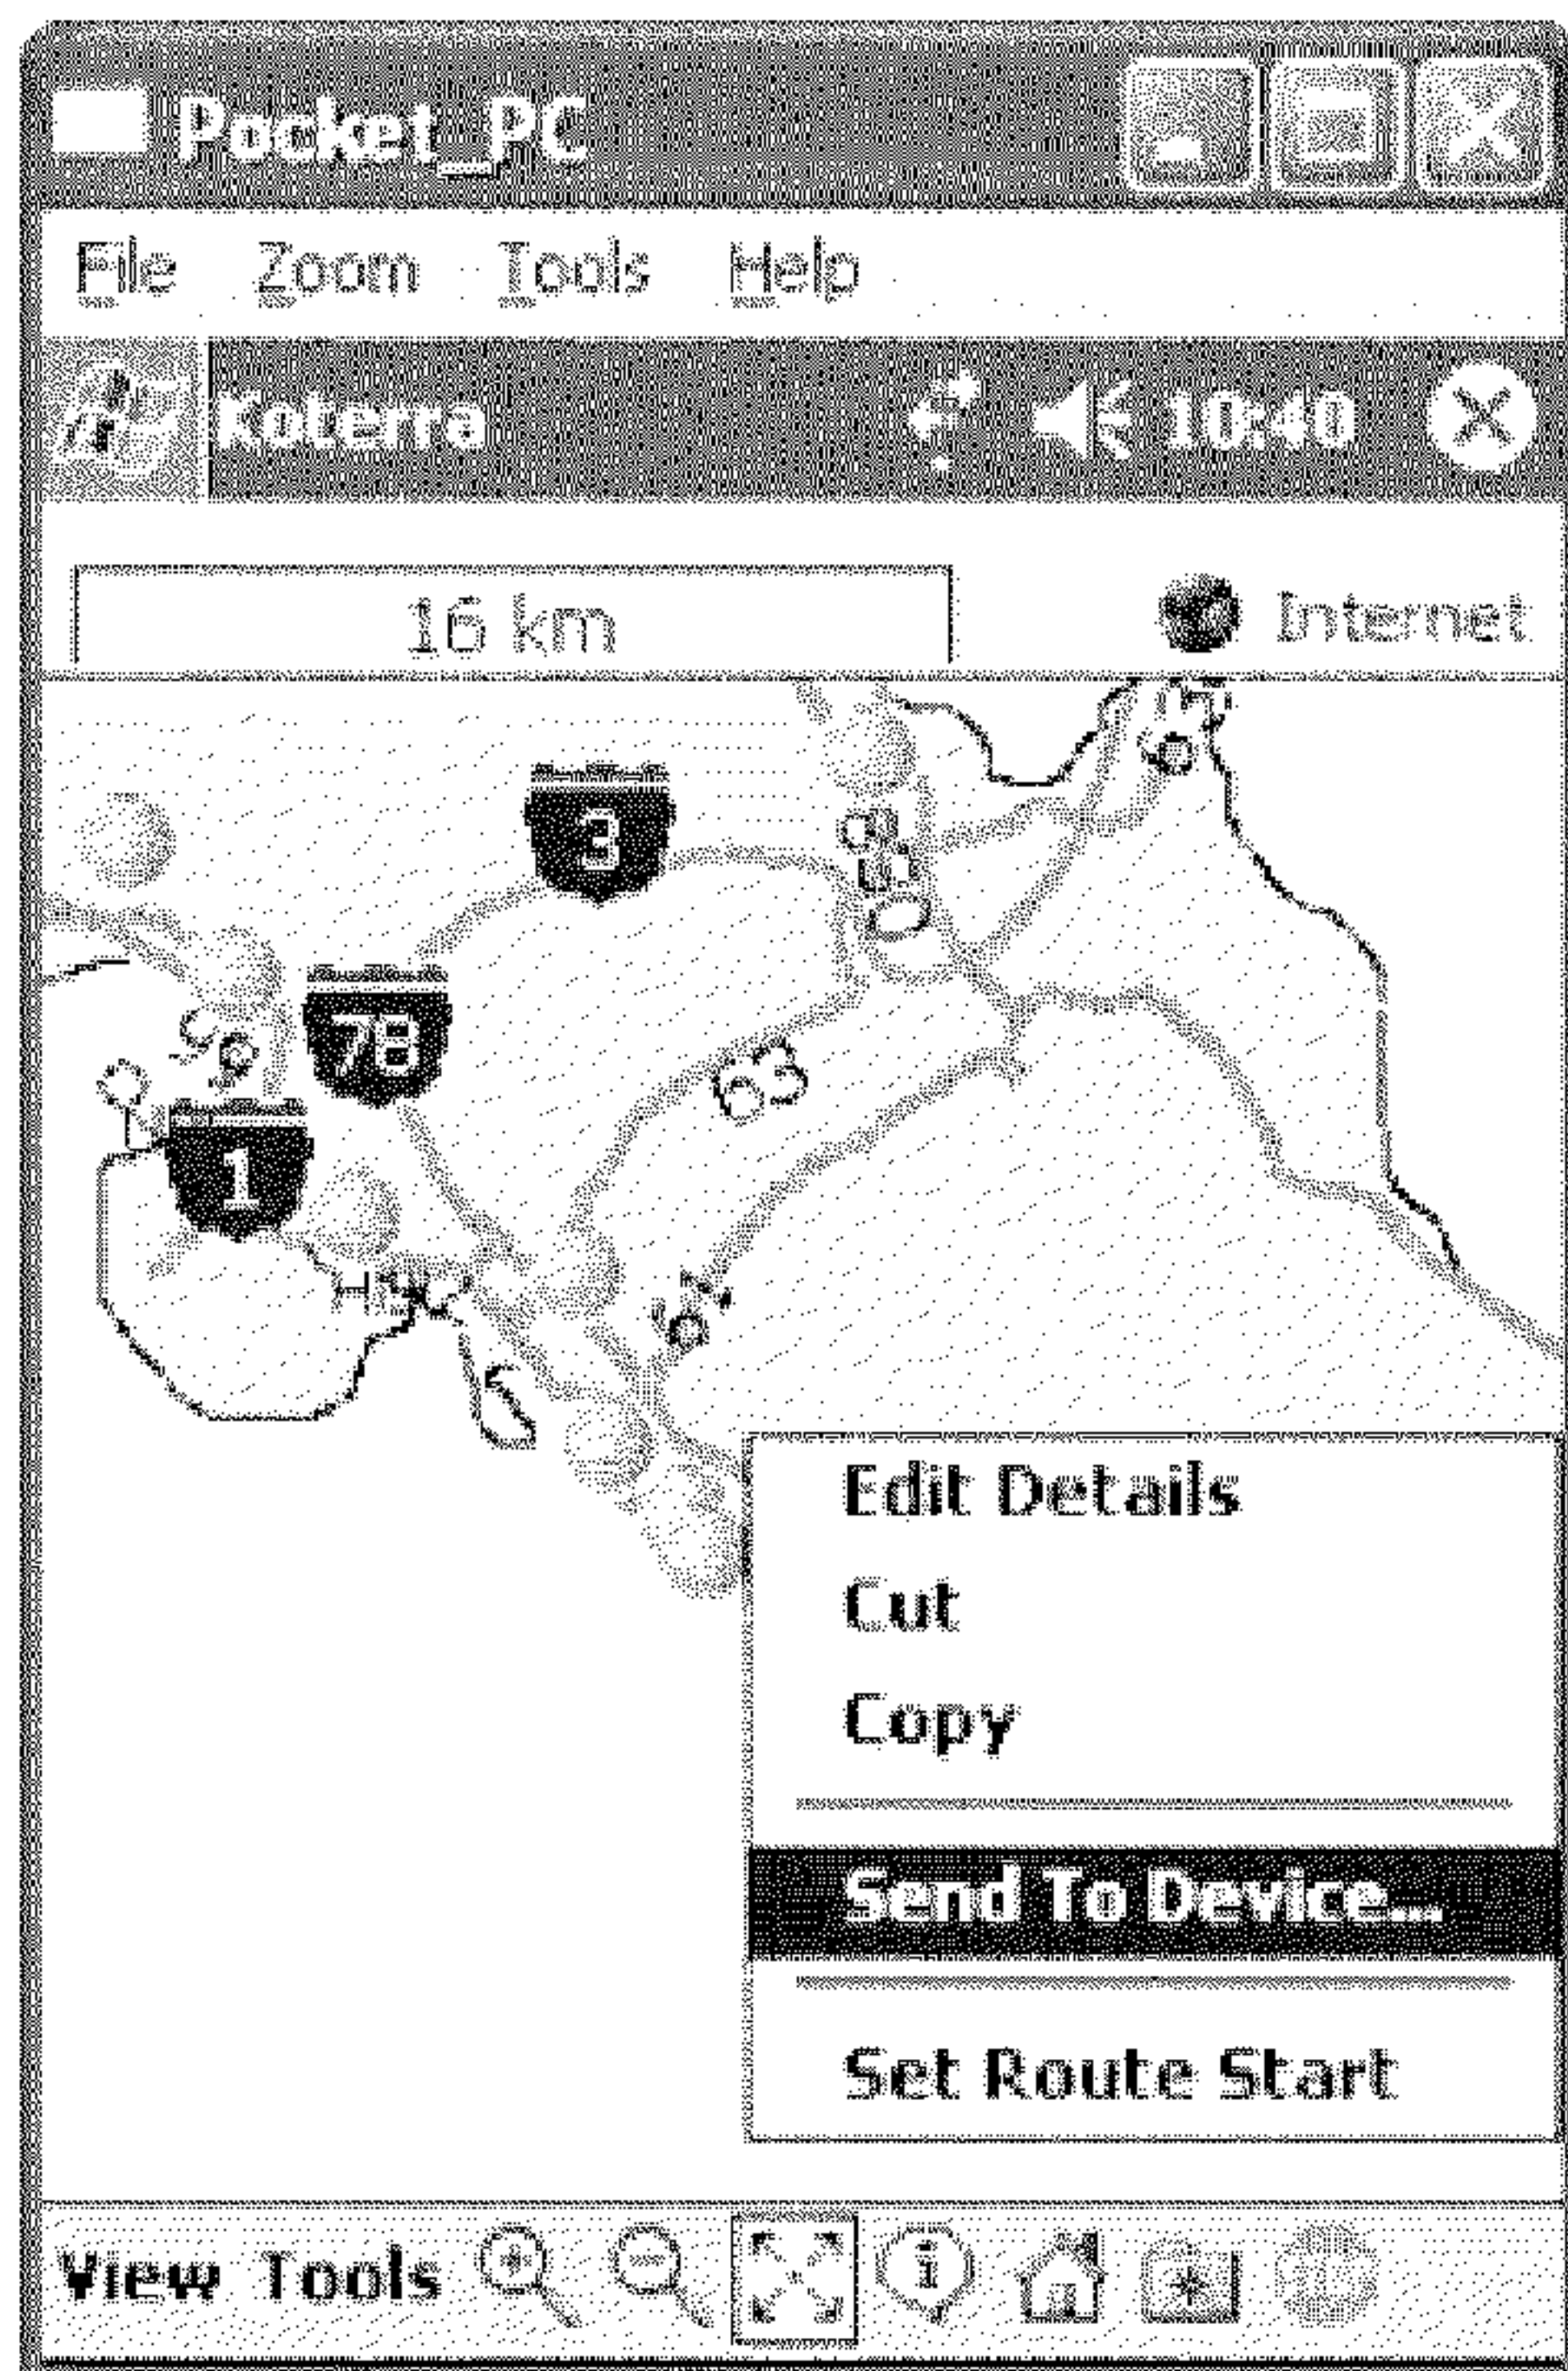 Pocket_PC
File Zoom Tools Help
Koterra 10:40
16 km Internet
3
78
63
1
Edit Details
Cut
Copy
Send To Device...
Set Route Start
View Tools